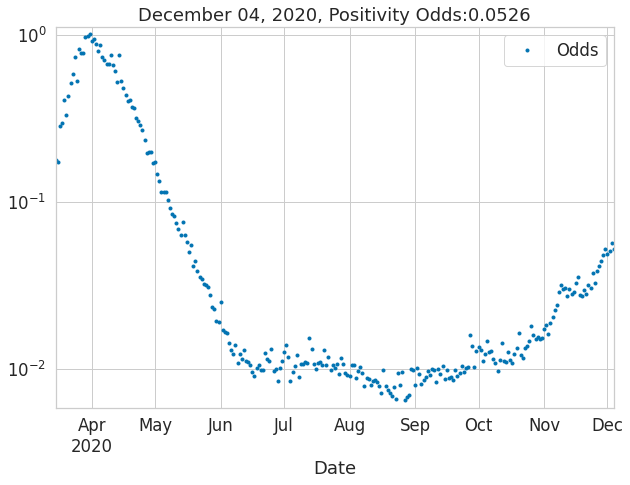 December 04, 2020, Positivity Odds:0.0526
Odds
10⁰
10⁻¹
10⁻²
Apr May Jun Jul Aug Sep Oct Nov Dec
2020
Date